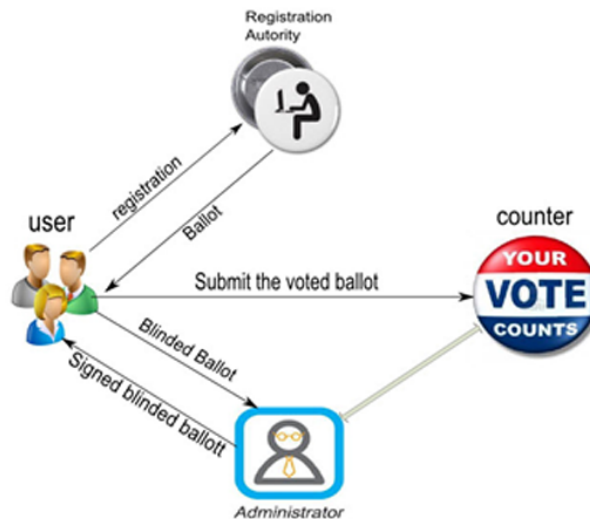 Registration
Autority
registration
Ballot
user
counter
Submit the voted ballot
YOUR
VOTE
COUNTS
Blinded Ballot
Signed blinded ballott
Administrator